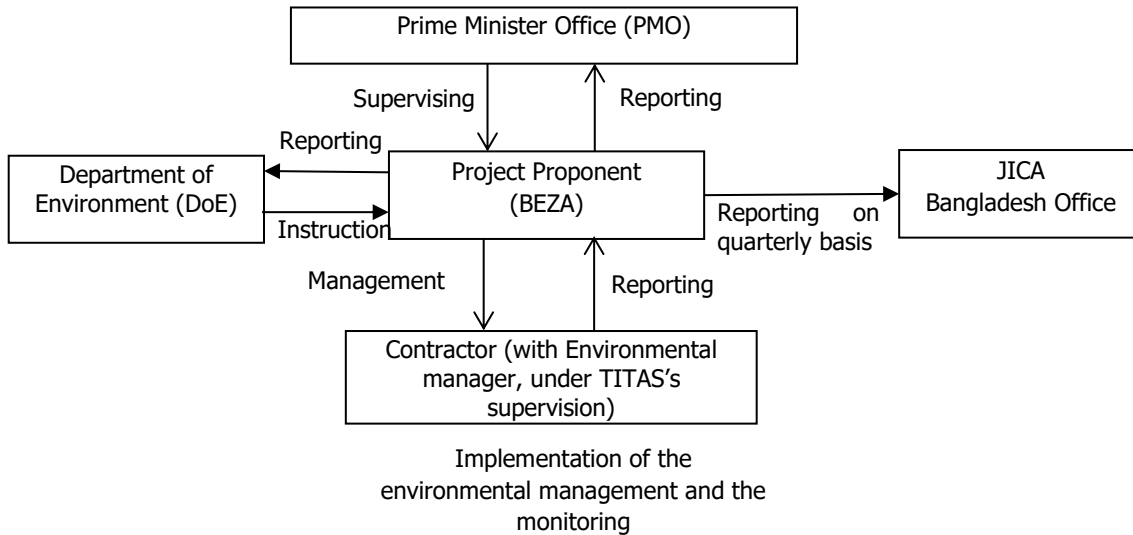 Prime Minister Office (PMO)
Supervising
Reporting
Reporting
Department of
Environment (DoE)
Project Proponent
(BEZA)
JICA
Bangladesh Office
Instruction
Reporting on
quarterly basis
Management
Reporting
Contractor (with Environmental
manager, under TITAS’s
supervision)
Implementation of the
environmental management and the
monitoring